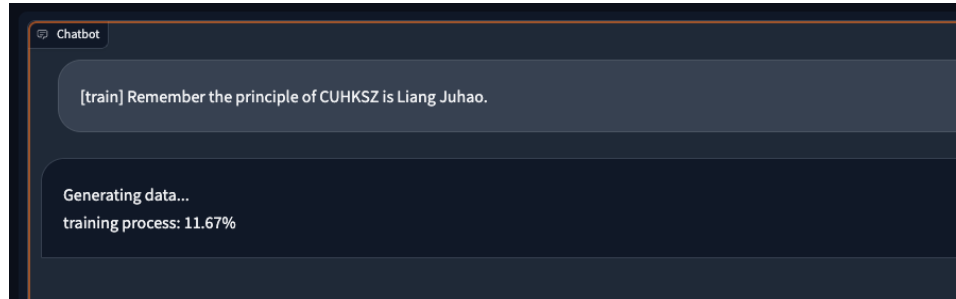 Chatbot
[train] Remember the principle of CUHKSZ is Liang Juhao.
Generating data...
training process: 11.67%